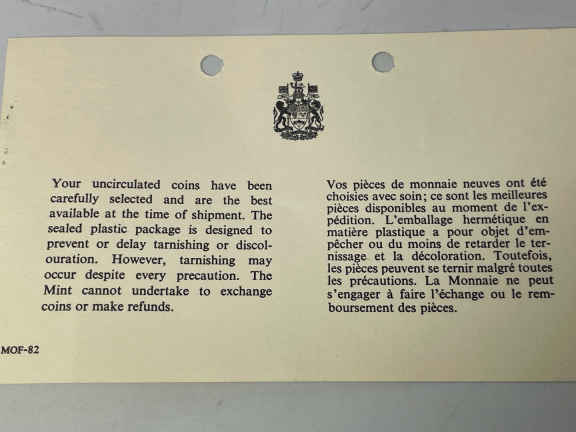 Your uncirculated coins have been
carefully selected and are the best
available at the time of shipment. The
sealed plastic package is designed to
prevent or delay tarnishing or discol-
ouration. However, tarnishing may
occur despite every precaution. The
Mint cannot undertake to exchange
coins or make refunds.
Vos pièces de monnaie neuves ont été
choisies avec soin; ce sont les meilleures
pièces disponibles au moment de l'ex-
pédition. L'emballage hermétique en
matière plastique a pour objet d'em-
pêcher ou du moins de retarder le ter-
nissage et la décoloration. Toutefois,
les pièces peuvent se ternir malgré toutes
les précautions. La Monnaie ne peut
s'engager à faire l'échange ou le rem-
boursement des pièces.
MOF-82